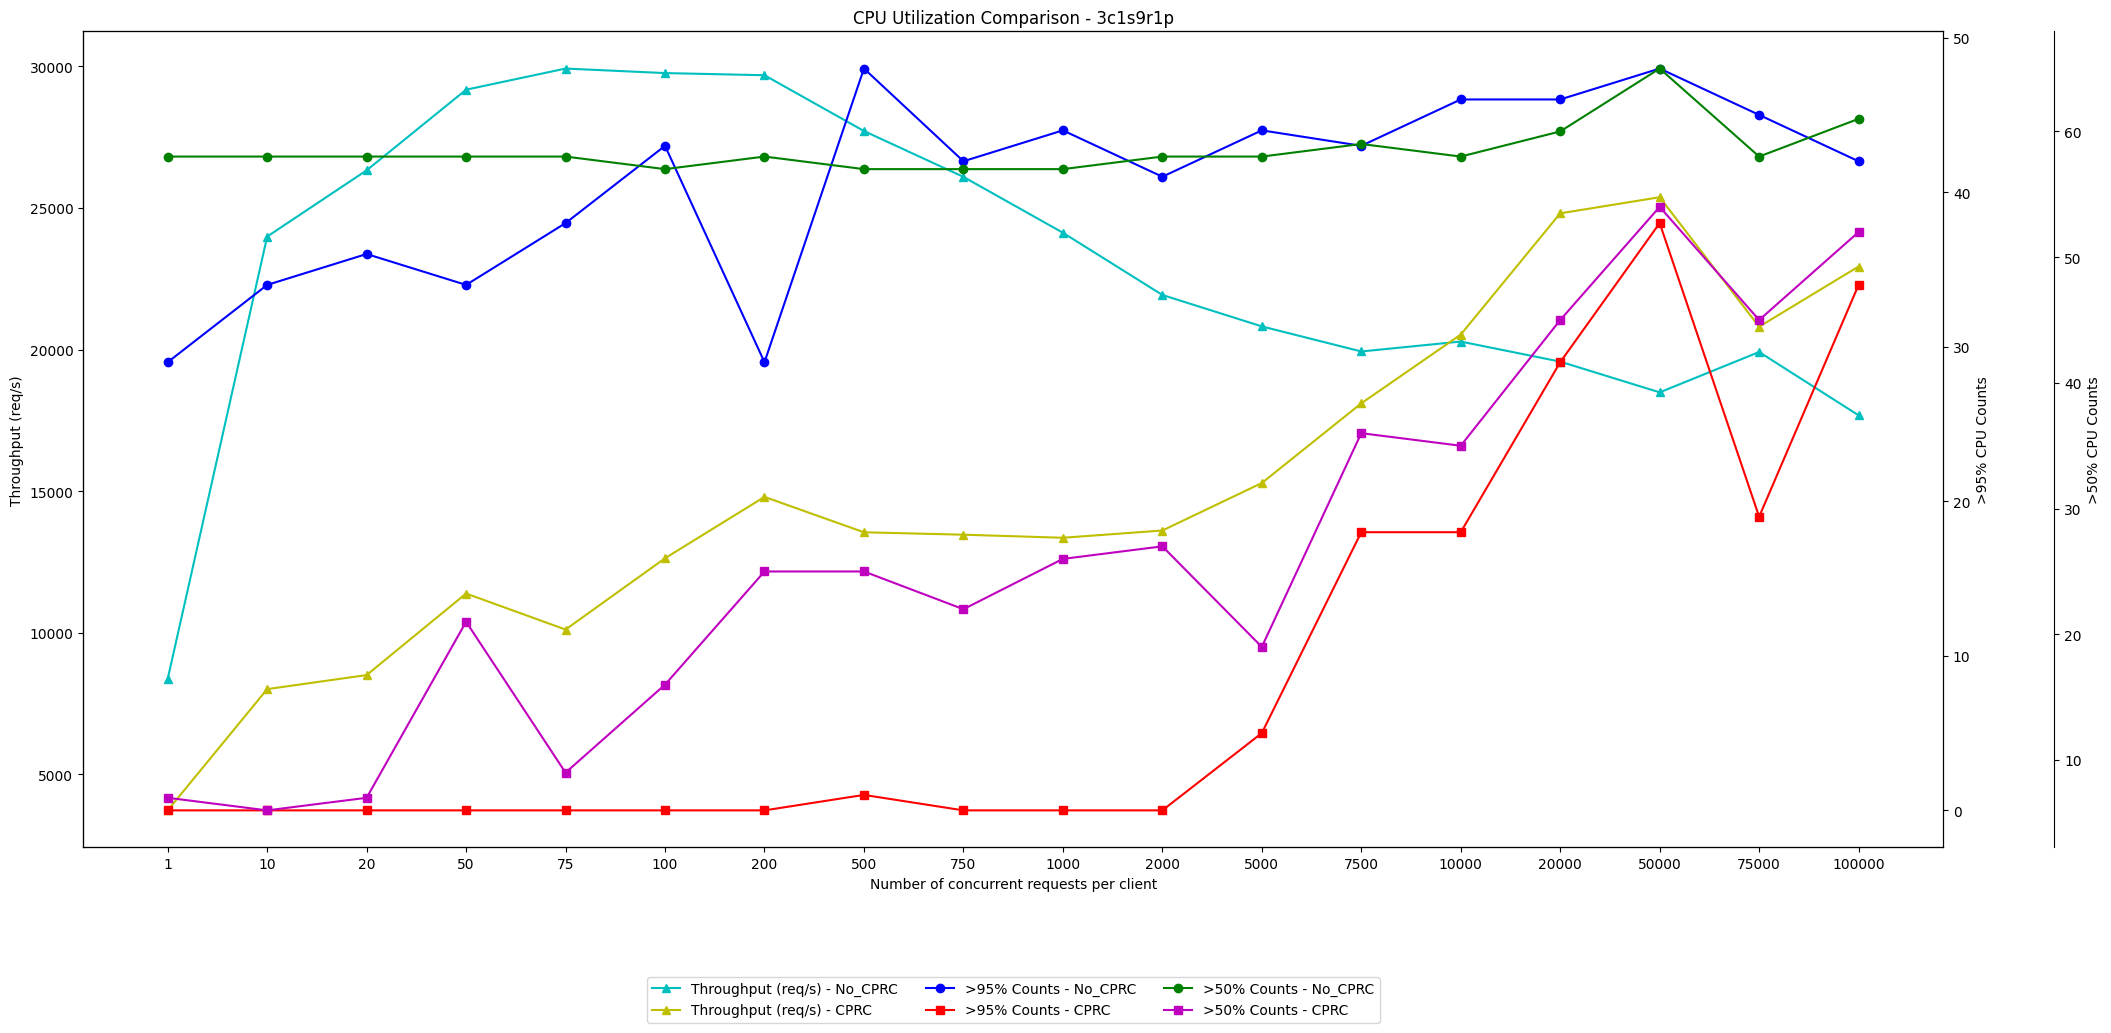 CPU Utilization Comparison - 3c1s9r1p
Throughput (req/s)
30000
25000
20000
15000
10000
5000
50
40
30
20
10
0
>95% CPU Counts
60
50
40
30
20
10
>50% CPU Counts
1 10 20 50 75 100 200 500 750 1000 2000 5000 7500 10000 20000 50000 75000 100000
Number of concurrent requests per client
Throughput (req/s) - No_CPRC >95% Counts - No_CPRC >50% Counts - No_CPRC
Throughput (req/s) - CPRC >95% Counts - CPRC >50% Counts - CPRC